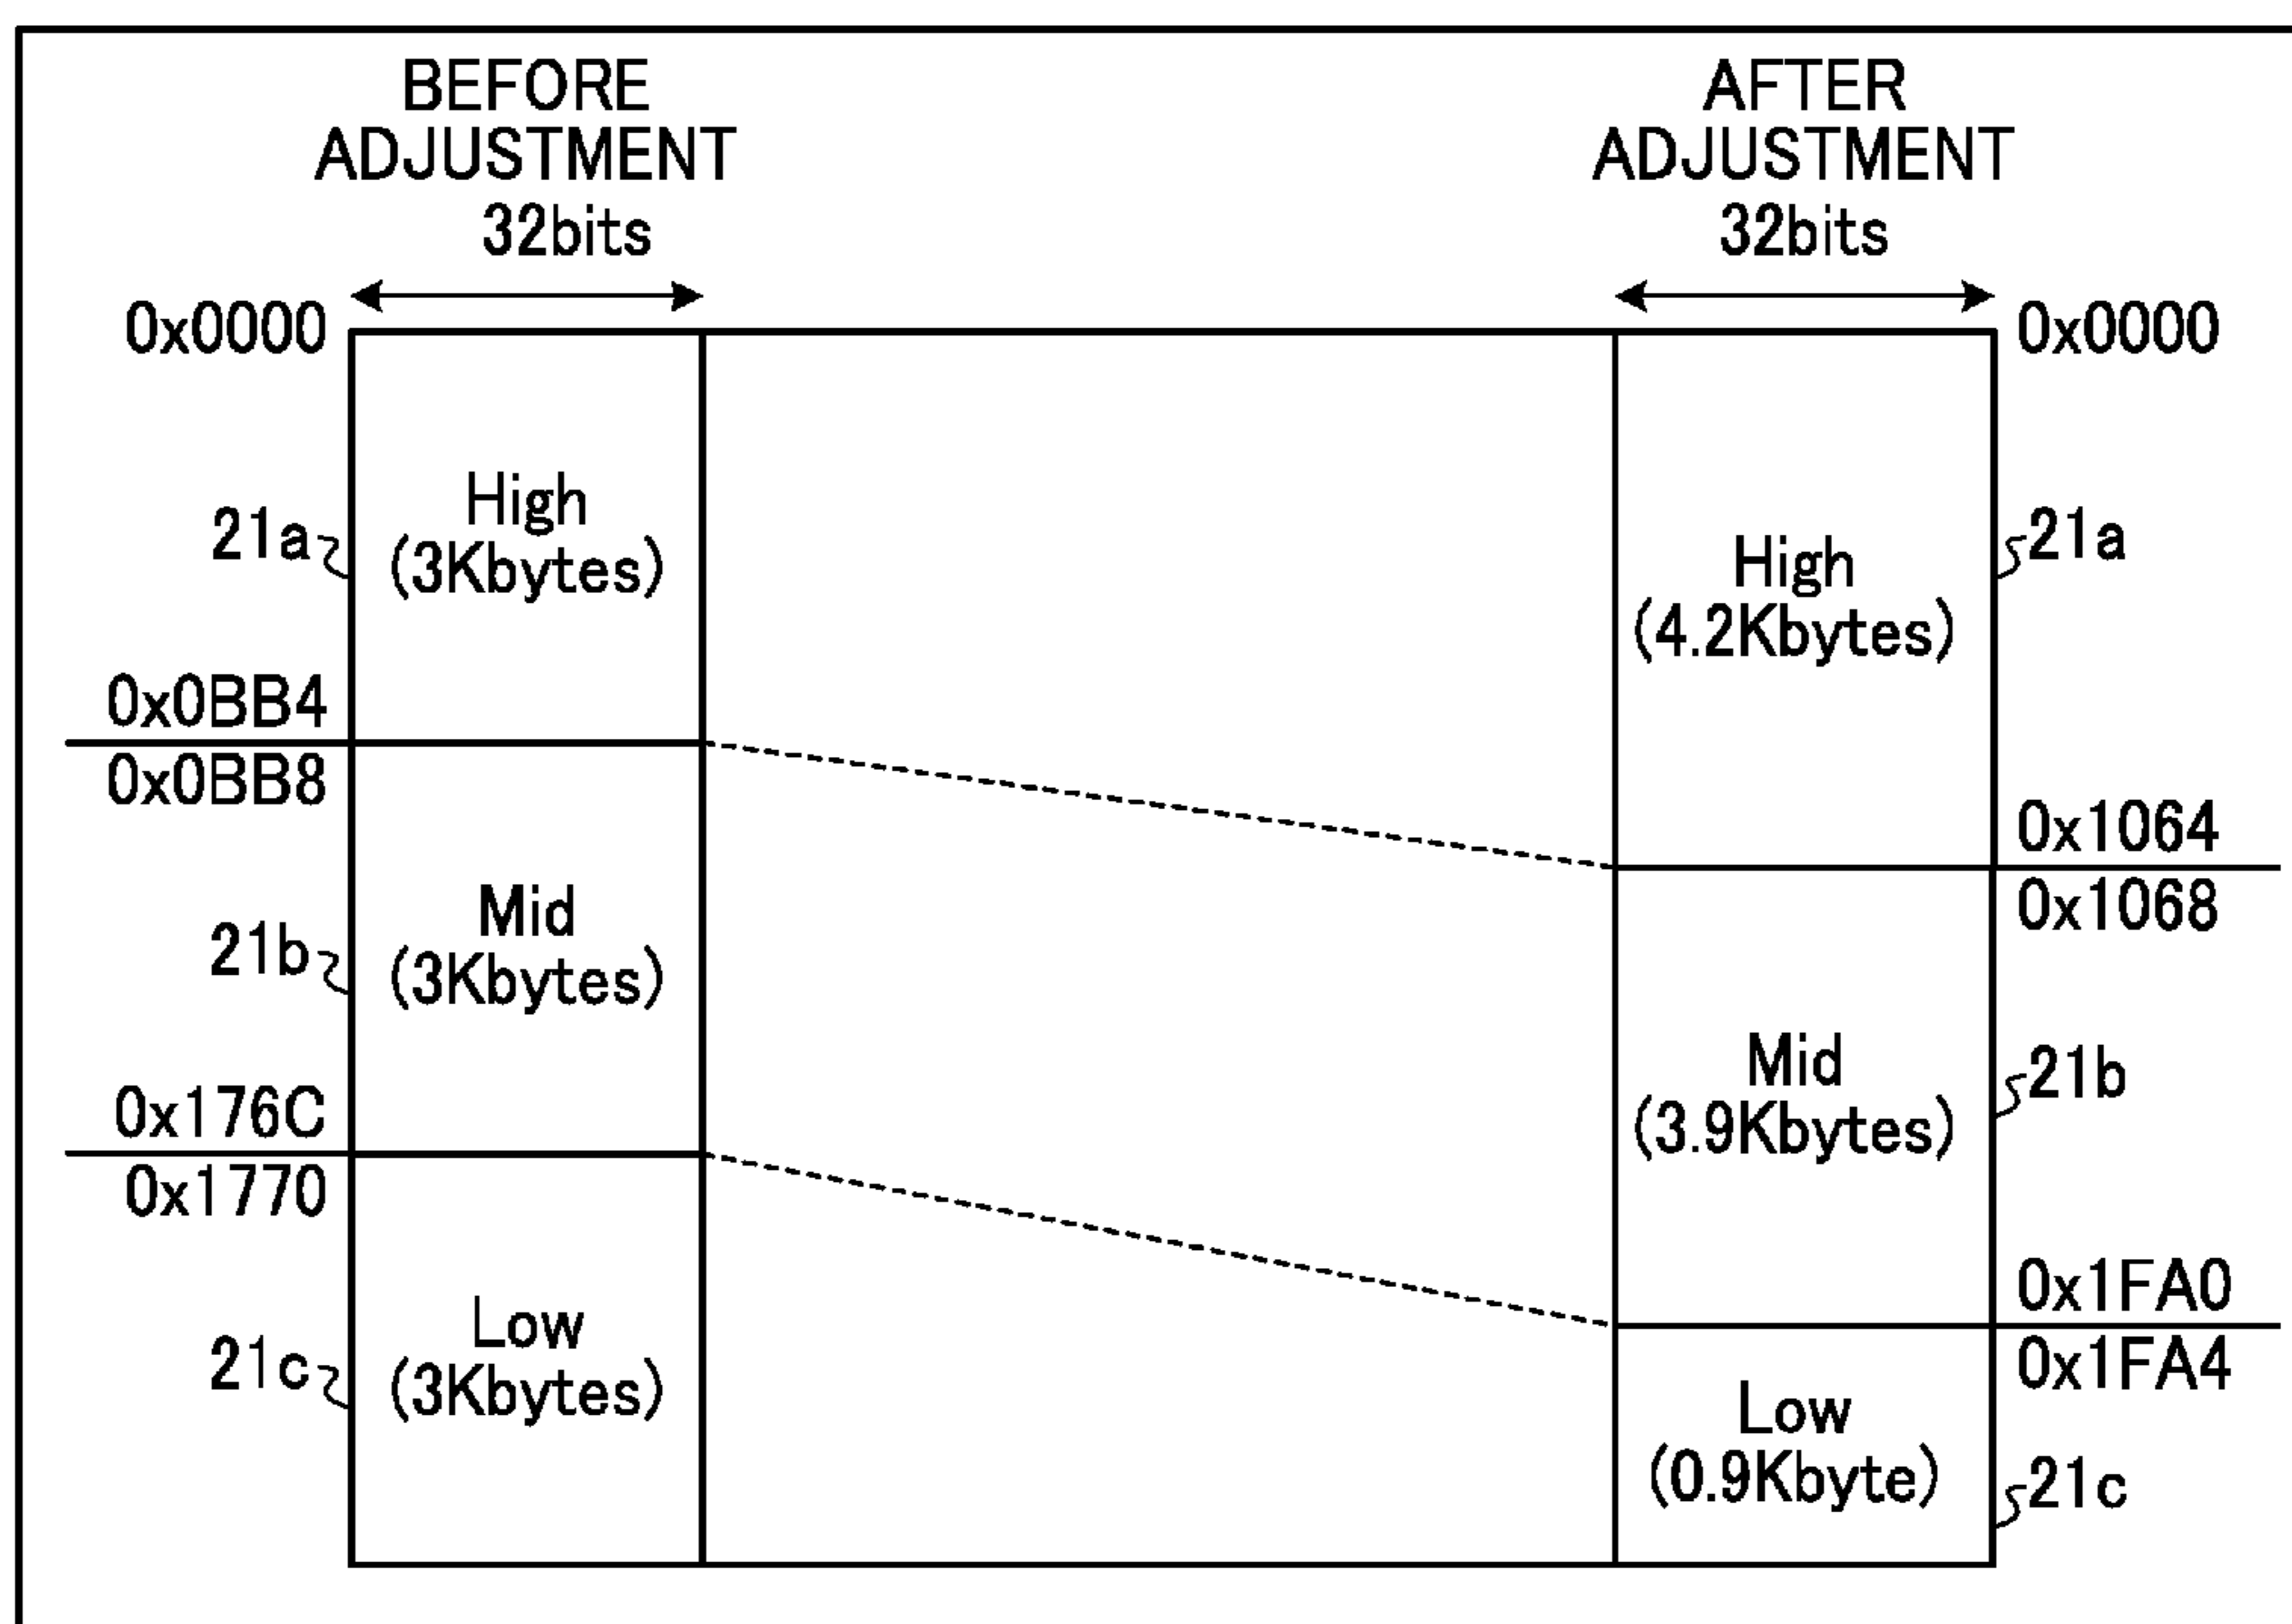 BEFORE
ADJUSTMENT
32bits
0x0000
High
(3Kbytes)
21a
0x0BB4
0x0BB8
Mid
(3Kbytes)
21b
0x176C
0x1770
Low
(3Kbytes)
21c
AFTER
ADJUSTMENT
32bits
0x0000
High
(4.2Kbytes)
21a
0x1064
0x1068
Mid
(3.9Kbytes)
21b
0x1FA0
0x1FA4
Low
(0.9Kbyte)
21c